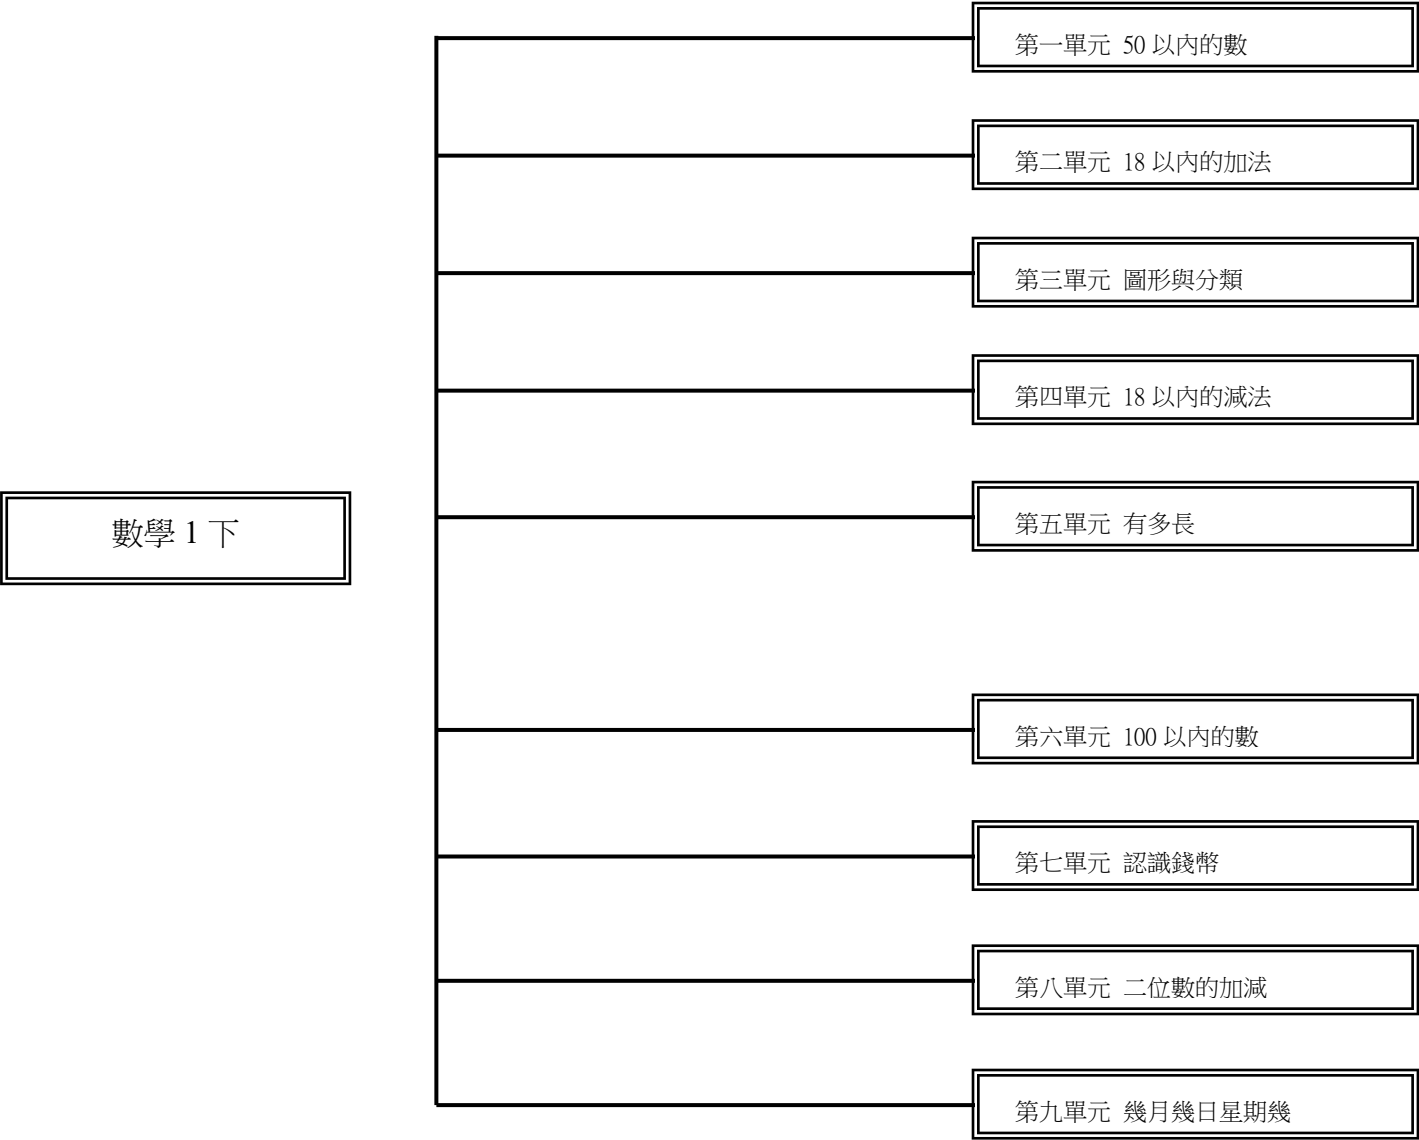 第一單元 50 以內的數
第二單元 18 以內的加法
第三單元 圖形與分類
第四單元 18 以內的減法
數學 1 下
第五單元 有多長
第六單元 100 以內的數
第七單元 認識錢幣
第八單元 二位數的加減
第九單元 幾月幾日星期幾